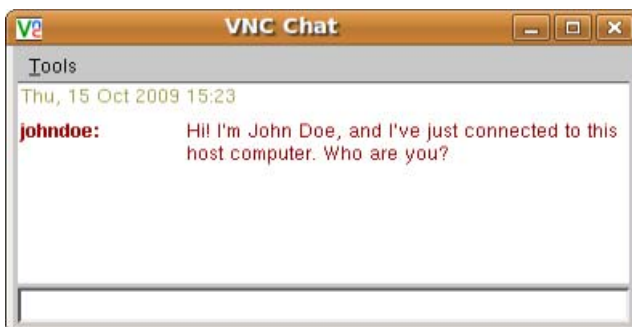 VNC Chat
Tools
Thu, 15 Oct 2009 15:23
johndoe: Hi! I'm John Doe, and I've just connected to this
host computer. Who are you?